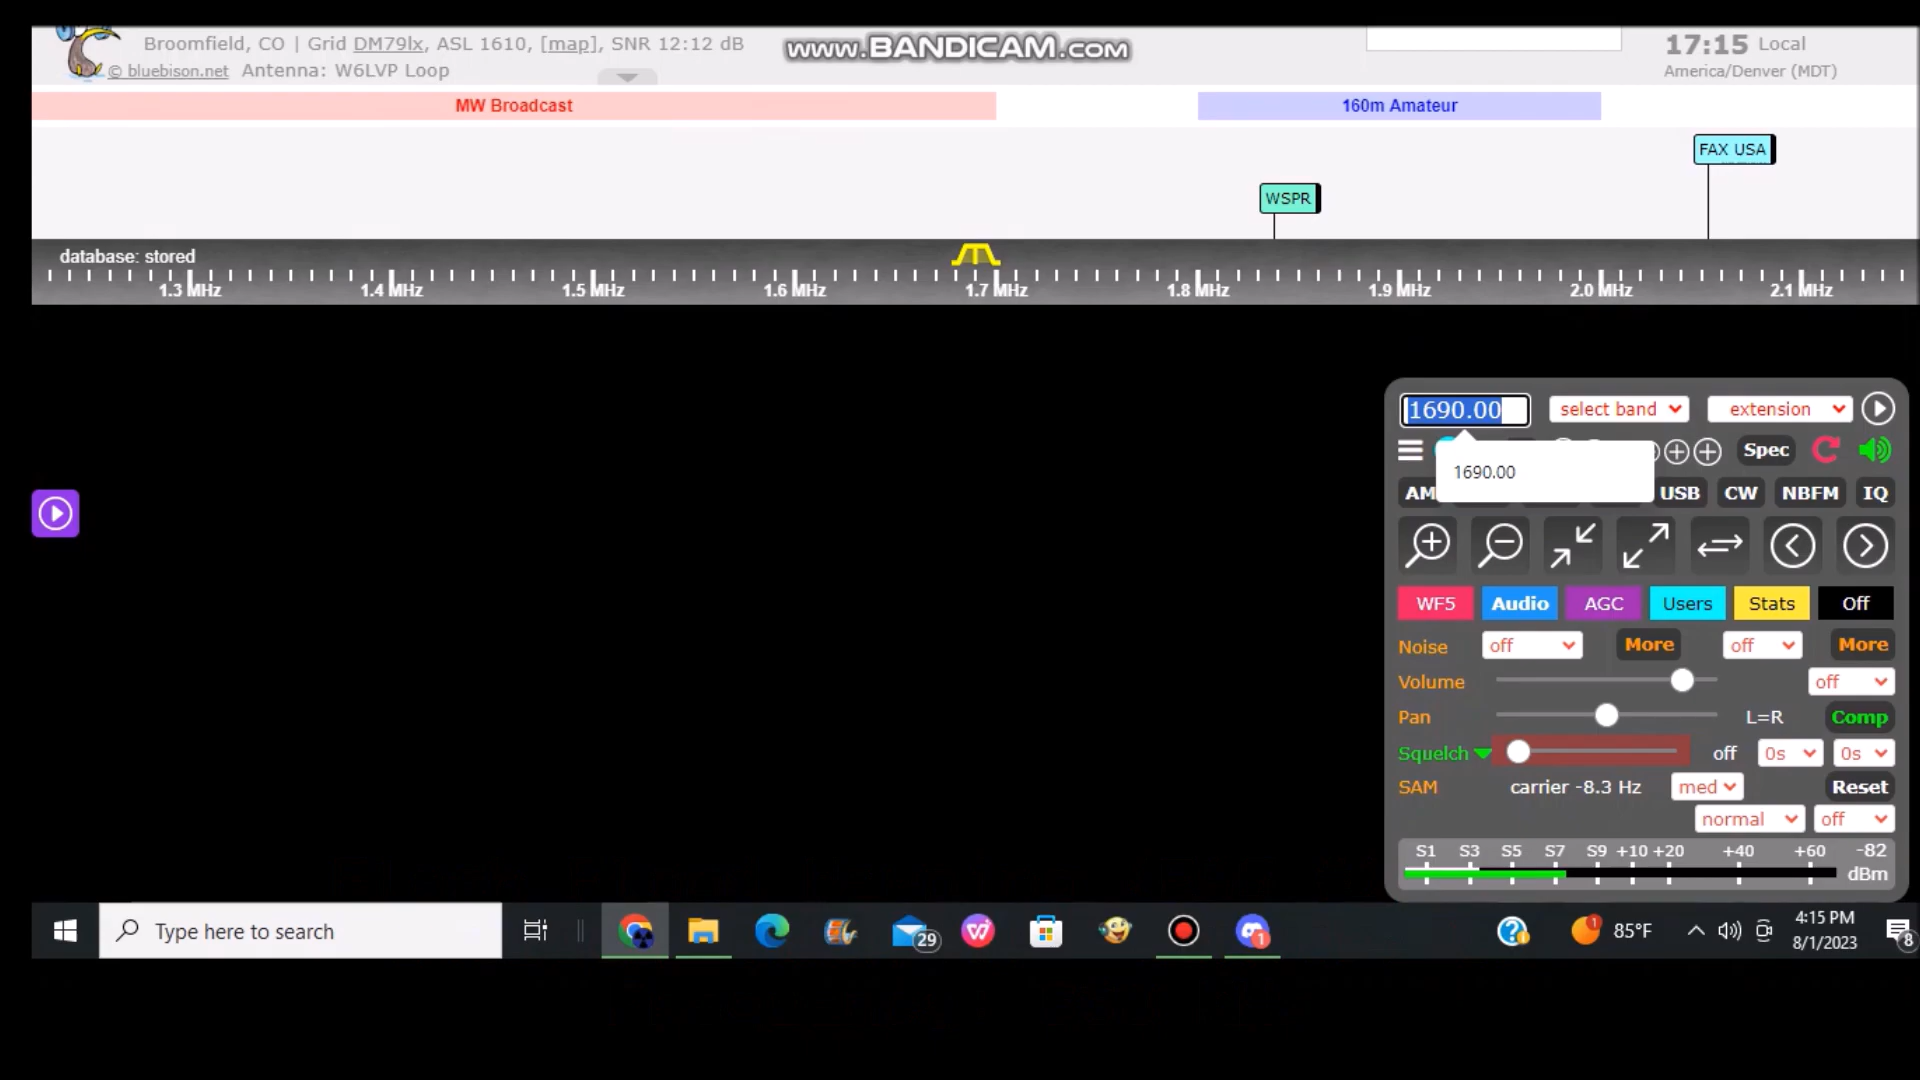 Broomfield, CO | Grid DM79lx, ASL 1610, [map], SNR 12:12 dB
© bluebison.net Antenna: W6LVP Loop
www.BANDICAM.com
17:15 Local
America/Denver (MDT)
MW Broadcast
160m Amateur
FAX USA
WSPR
database: stored
1.3 MHz 1.4 MHz 1.5 MHz 1.6 MHz 1.7 MHz 1.8 MHz 1.9 MHz 2.0 MHz 2.1 MHz
1690.00 select band extension
Spec
1690.00
AM USB CW NBFM IQ
WF5 Audio AGC Users Stats Off
Noise off More off More
Volume off
Pan L=R Comp
Squelch off 0s 0s
SAM carrier -8.3 Hz med Reset
normal off
S1 S3 S5 S7 S9 +10 +20 +40 +60 -82
dBm
Type here to search
29
1
1
85°F
4:15 PM
8/1/2023
8